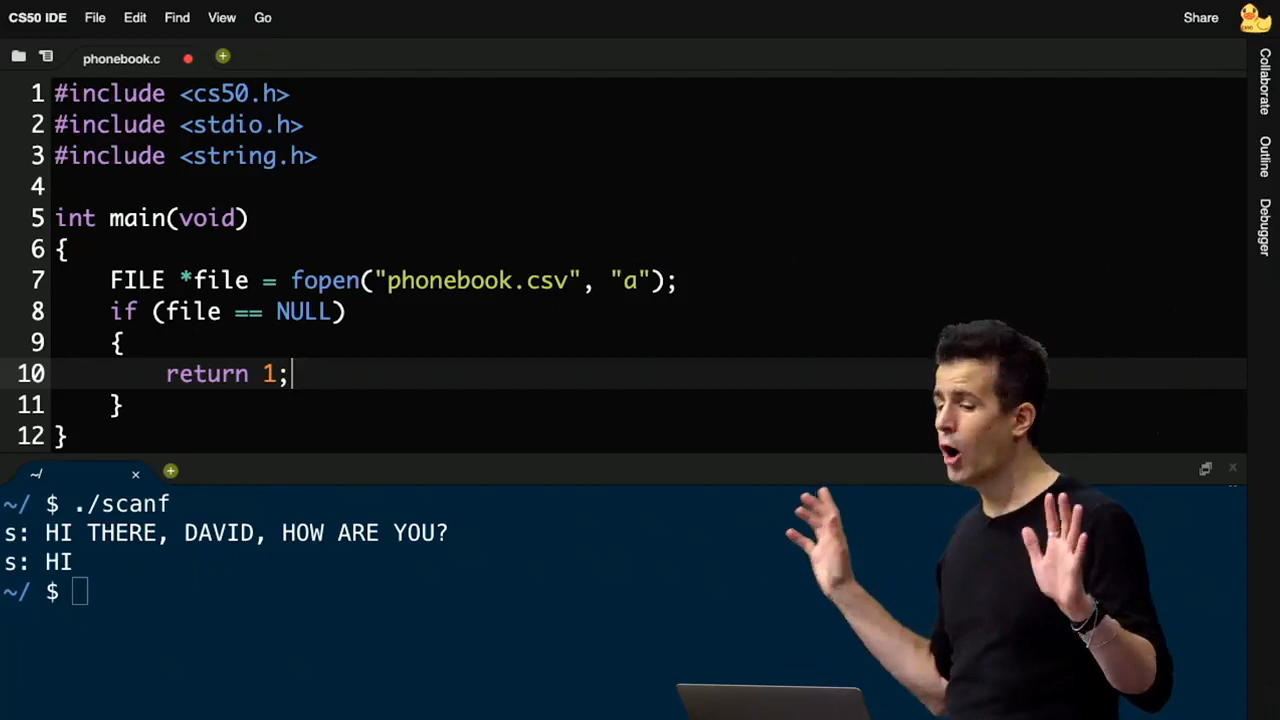 CS50 IDE File Edit Find View Go Share
phonebook.c
Collaborate
Outline
Debugger
1 #include <cs50.h>
2 #include <stdio.h>
3 #include <string.h>
4
5 int main(void)
6 {
7 FILE *file = fopen("phonebook.csv", "a");
8 if (file == NULL)
9 {
10 return 1;
11 }
12 }
~/
~/ $ ./scanf
s: HI THERE, DAVID, HOW ARE YOU?
s: HI
~/ $